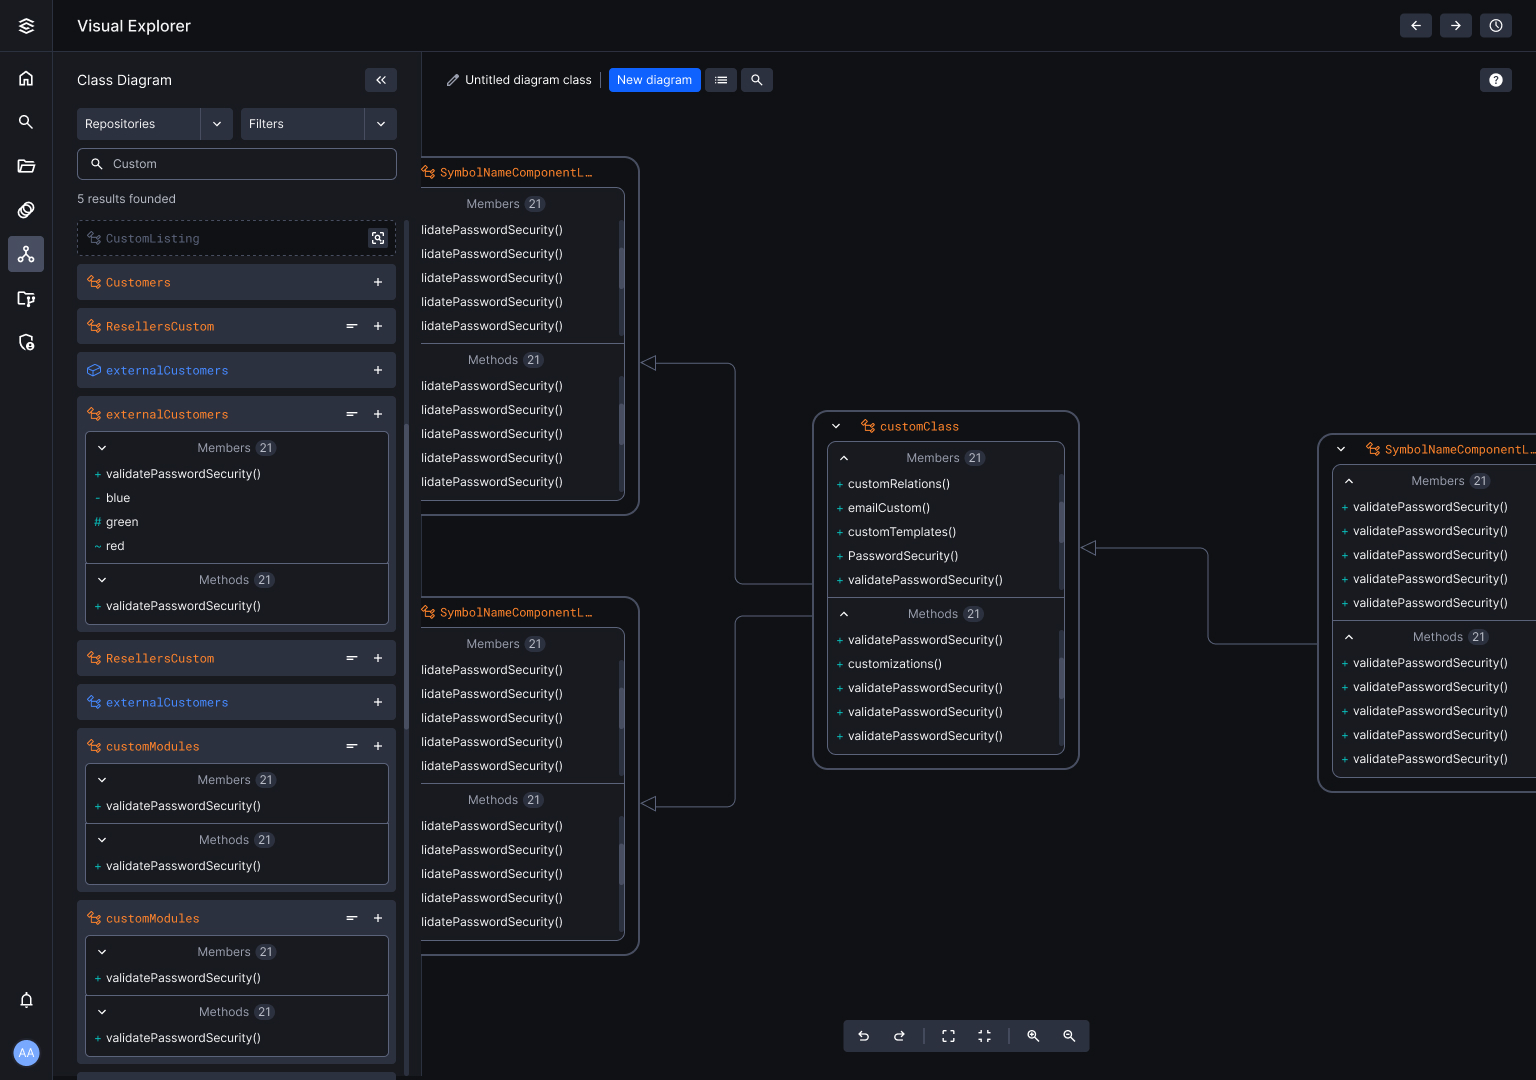 Visual Explorer
Class Diagram
Repositories
Filters
Custom
5 results founded
CustomListing
Customers
ResellersCustom
externalCustomers
externalCustomers
Members 21
+ validatePasswordSecurity()
- blue
# green
~ red
Methods 21
+ validatePasswordSecurity()
ResellersCustom
externalCustomers
customModules
Members 21
+ validatePasswordSecurity()
Methods 21
+ validatePasswordSecurity()
customModules
Members 21
+ validatePasswordSecurity()
Methods 21
+ validatePasswordSecurity()
AA
Untitled diagram class
New diagram
SymbolNameComponentL…
Members 21
lidatePasswordSecurity()
lidatePasswordSecurity()
lidatePasswordSecurity()
lidatePasswordSecurity()
lidatePasswordSecurity()
Methods 21
lidatePasswordSecurity()
lidatePasswordSecurity()
lidatePasswordSecurity()
lidatePasswordSecurity()
lidatePasswordSecurity()
SymbolNameComponentL…
Members 21
lidatePasswordSecurity()
lidatePasswordSecurity()
lidatePasswordSecurity()
lidatePasswordSecurity()
lidatePasswordSecurity()
Methods 21
lidatePasswordSecurity()
lidatePasswordSecurity()
lidatePasswordSecurity()
lidatePasswordSecurity()
lidatePasswordSecurity()
customClass
Members 21
+ customRelations()
+ emailCustom()
+ customTemplates()
+ PasswordSecurity()
+ validatePasswordSecurity()
Methods 21
+ validatePasswordSecurity()
+ customizations()
+ validatePasswordSecurity()
+ validatePasswordSecurity()
+ validatePasswordSecurity()
SymbolNameComponentL…
Members 21
+ validatePasswordSecurity()
+ validatePasswordSecurity()
+ validatePasswordSecurity()
+ validatePasswordSecurity()
+ validatePasswordSecurity()
Methods 21
+ validatePasswordSecurity()
+ validatePasswordSecurity()
+ validatePasswordSecurity()
+ validatePasswordSecurity()
+ validatePasswordSecurity()